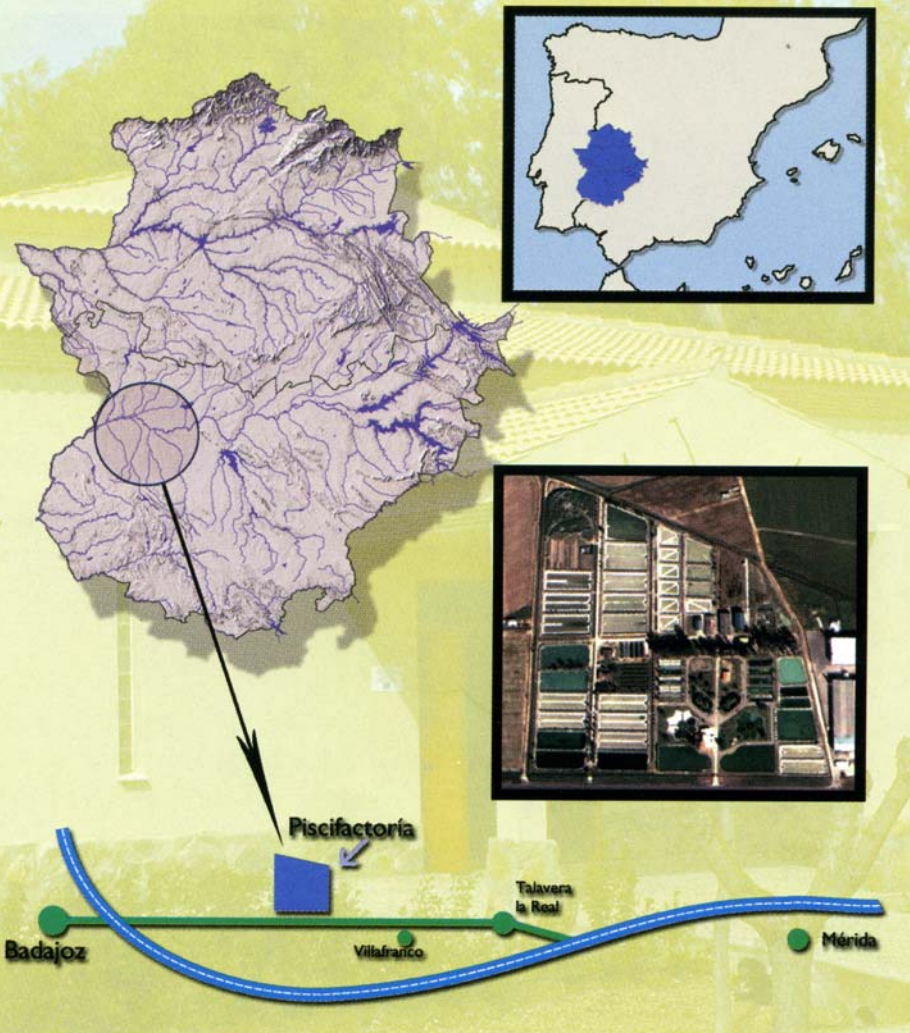 Piscifactoría
Talavera
la Real
Badajoz
Villafranco
Mérida